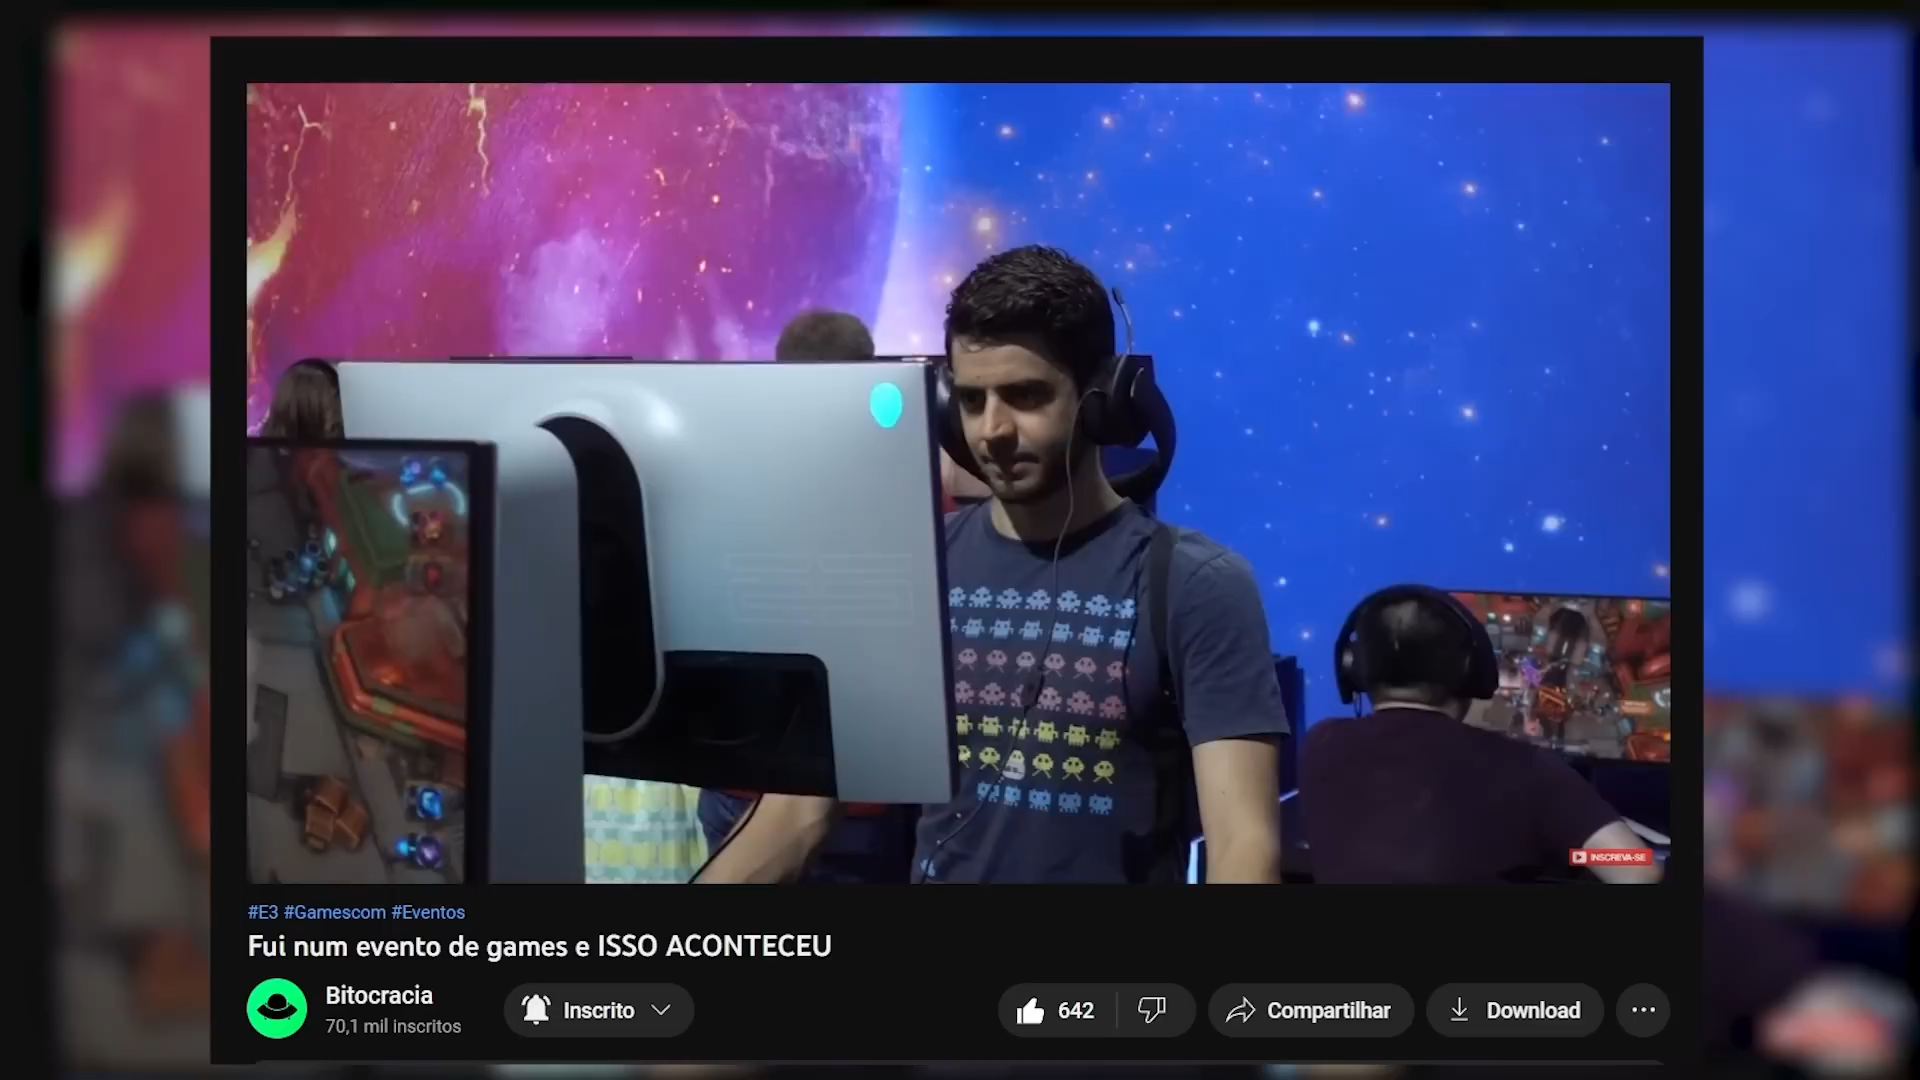 INSCREVA-SE
#E3 #Gamescom #Eventos
Fui num evento de games e ISSO ACONTECEU
Bitocracia
70,1 mil inscritos
Inscrito
642
Compartilhar
Download